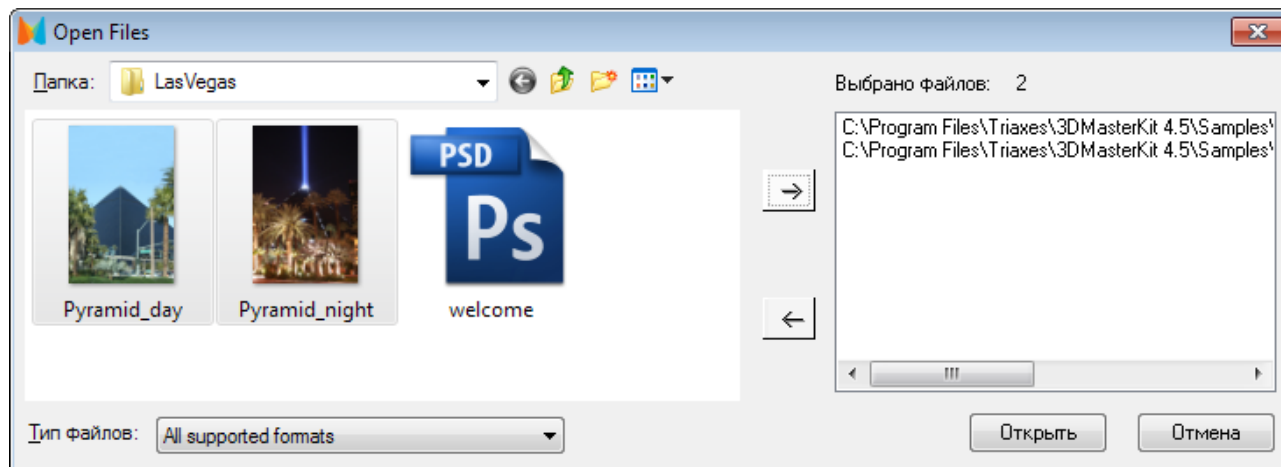 Open Files
Папка: LasVegas
Выбрано файлов: 2
C:\Program Files\Triaxes\3DMasterKit 4.5\Samples\
C:\Program Files\Triaxes\3DMasterKit 4.5\Samples\
PSD
Ps
Pyramid_day
Pyramid_night
welcome
Тип файлов: All supported formats
Открыть
Отмена